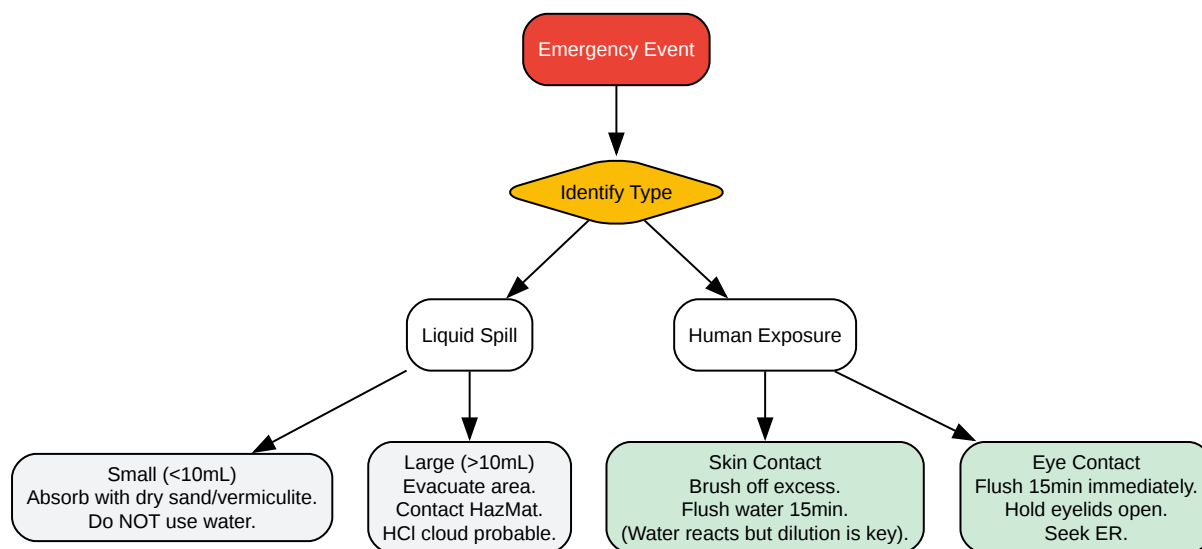 Emergency Event
Identify Type
Liquid Spill
Human Exposure
Small (<10mL)
Absorb with dry sand/vermiculite.
Do NOT use water.
Large (>10mL)
Evacuate area.
Contact HazMat.
HCl cloud probable.
Skin Contact
Brush off excess.
Flush water 15min.
(Water reacts but dilution is key).
Eye Contact
Flush 15min immediately.
Hold eyelids open.
Seek ER.